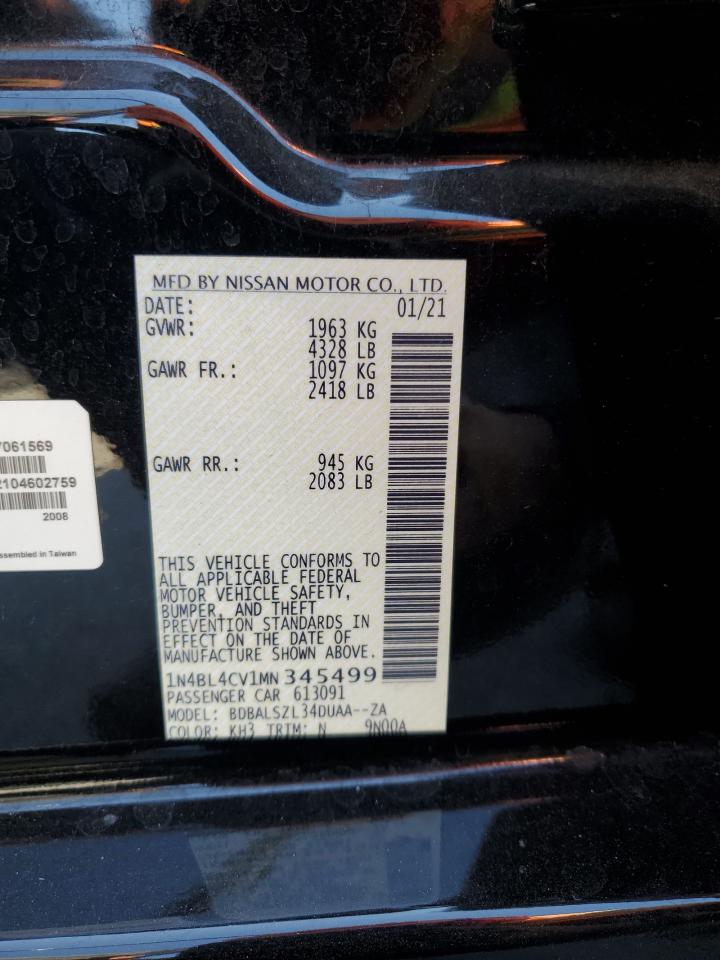 MFD BY NISSAN MOTOR CO., LTD.
DATE: 01/21
GVWR: 1963 KG
4328 LB
GAWR FR.: 1097 KG
2418 LB
GAWR RR.: 945 KG
2083 LB
THIS VEHICLE CONFORMS TO
ALL APPLICABLE FEDERAL
MOTOR VEHICLE SAFETY,
BUMPER, AND THEFT
PREVENTION STANDARDS IN
EFFECT ON THE DATE OF
MANUFACTURE SHOWN ABOVE.
1N4BL4CV1MN345499
PASSENGER CAR 613091
MODEL: BDBALSZL34DUAA--ZA
COLOR: KH3 TRIM: N 9N00A
7061569
2104602759
2008
ssembled in Taiwan